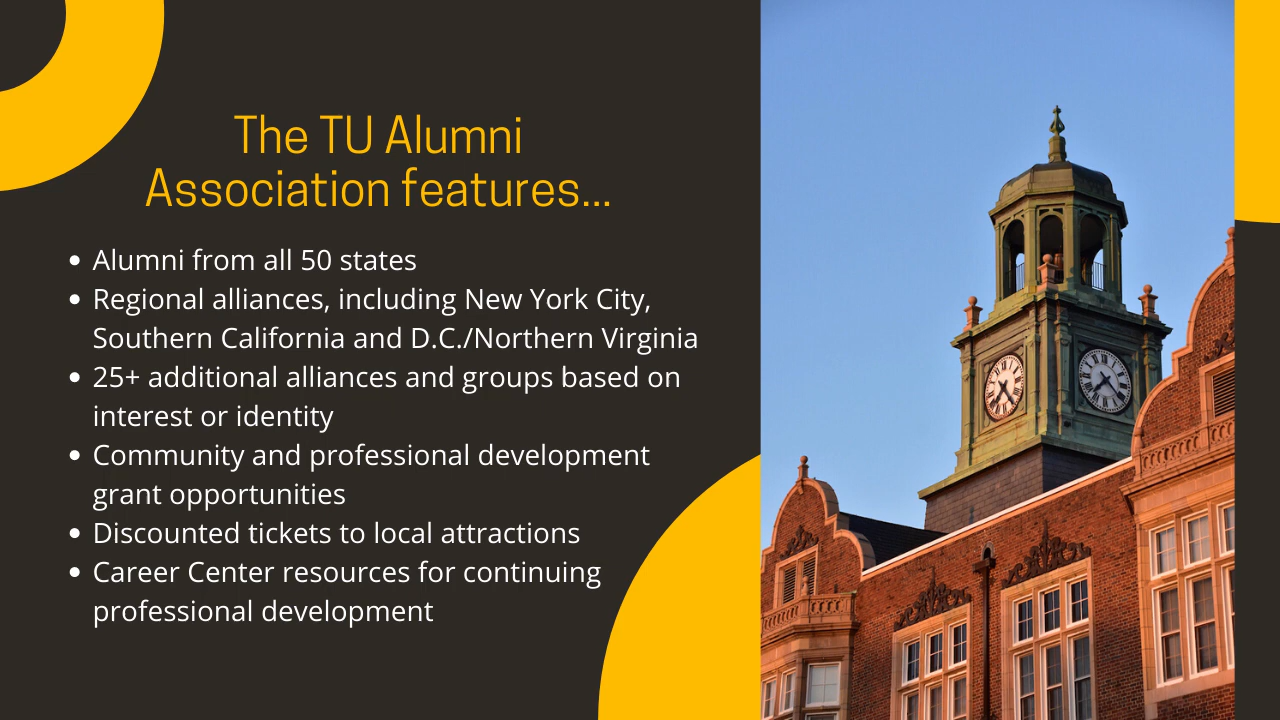 The TU Alumni
Association features...
• Alumni from all 50 states
• Regional alliances, including New York City,
Southern California and D.C./Northern Virginia
• 25+ additional alliances and groups based on
interest or identity
• Community and professional development
grant opportunities
• Discounted tickets to local attractions
• Career Center resources for continuing
professional development